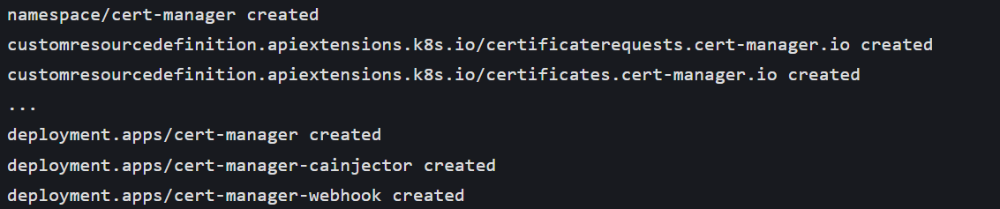 namespace/cert-manager created
customresourcedefinition.apiextensions.k8s.io/certificaterequests.cert-manager.io created
customresourcedefinition.apiextensions.k8s.io/certificates.cert-manager.io created
...
deployment.apps/cert-manager created
deployment.apps/cert-manager-cainjector created
deployment.apps/cert-manager-webhook created